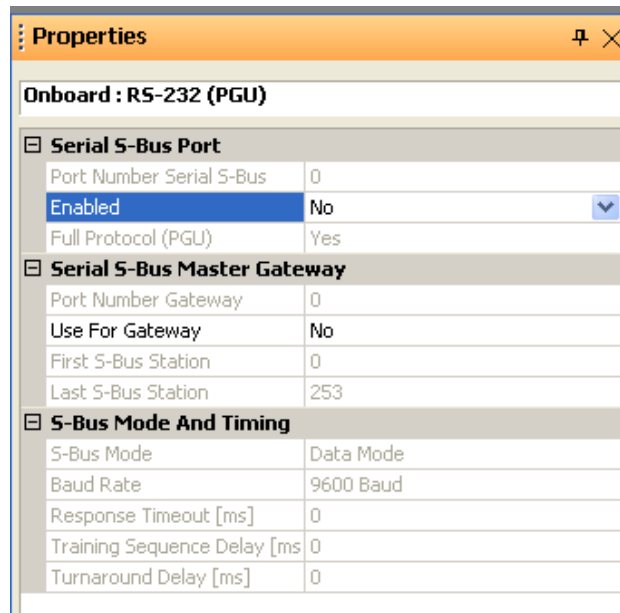 Properties
Onboard : RS-232 (PGU)
Serial S-Bus Port
Port Number Serial S-Bus 0
Enabled No
Full Protocol (PGU) Yes
Serial S-Bus Master Gateway
Port Number Gateway 0
Use For Gateway No
First S-Bus Station 0
Last S-Bus Station 253
S-Bus Mode And Timing
S-Bus Mode Data Mode
Baud Rate 9600 Baud
Response Timeout [ms] 0
Training Sequence Delay [ms 0
Turnaround Delay [ms] 0